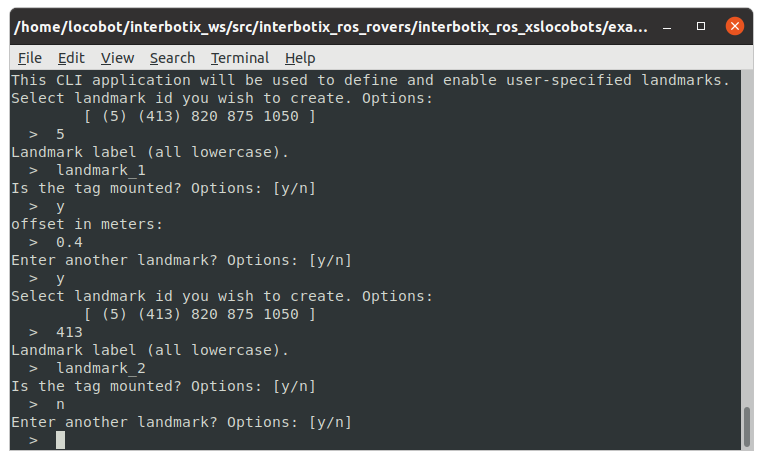 /home/locobot/interbotix_ws/src/interbotix_ros_rovers/interbotix_ros_xslocobots/exa...
File Edit View Search Terminal Help
This CLI application will be used to define and enable user-specified landmarks.
Select landmark id you wish to create. Options:
[ (5) (413) 820 875 1050 ]
> 5
Landmark label (all lowercase).
> landmark_1
Is the tag mounted? Options: [y/n]
> y
offset in meters:
> 0.4
Enter another landmark? Options: [y/n]
> y
Select landmark id you wish to create. Options:
[ (5) (413) 820 875 1050 ]
> 413
Landmark label (all lowercase).
> landmark_2
Is the tag mounted? Options: [y/n]
> n
Enter another landmark? Options: [y/n]
>